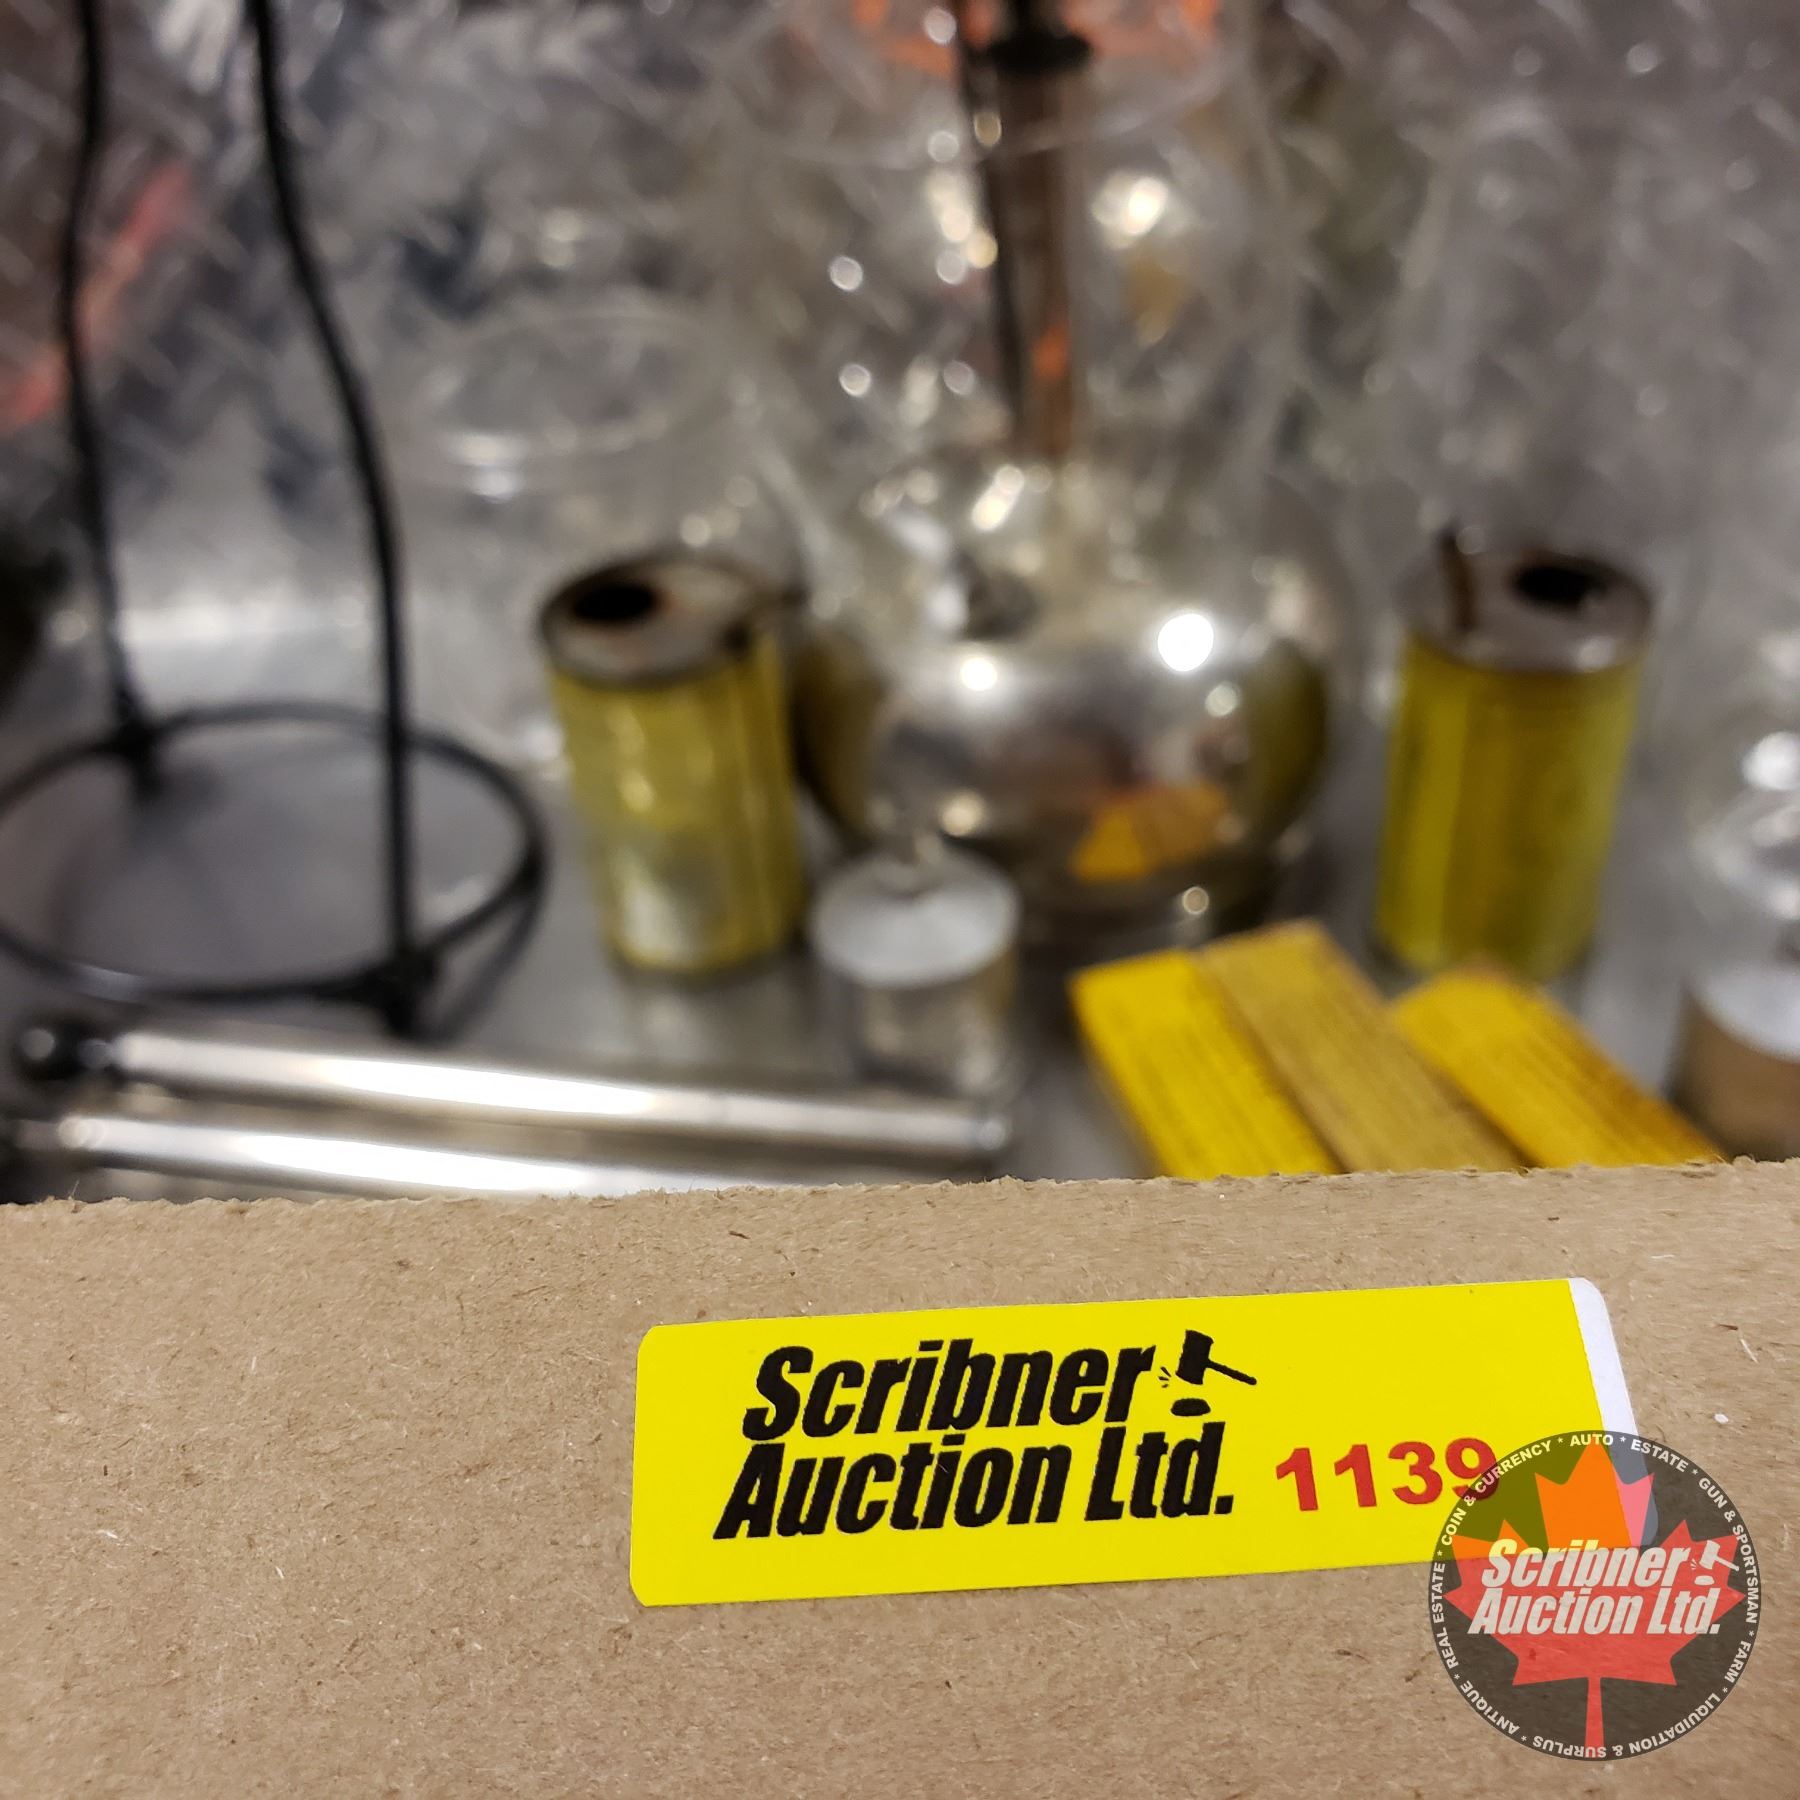 Scribner
Auction Ltd. 1139
COIN & CURRENCY * AUTO * ESTATE * GUN & SPORTSMAN * FARM * LIQUIDATION & SURPLUS * ANTIQUE * REAL ESTATE *
Scribner
Auction Ltd.